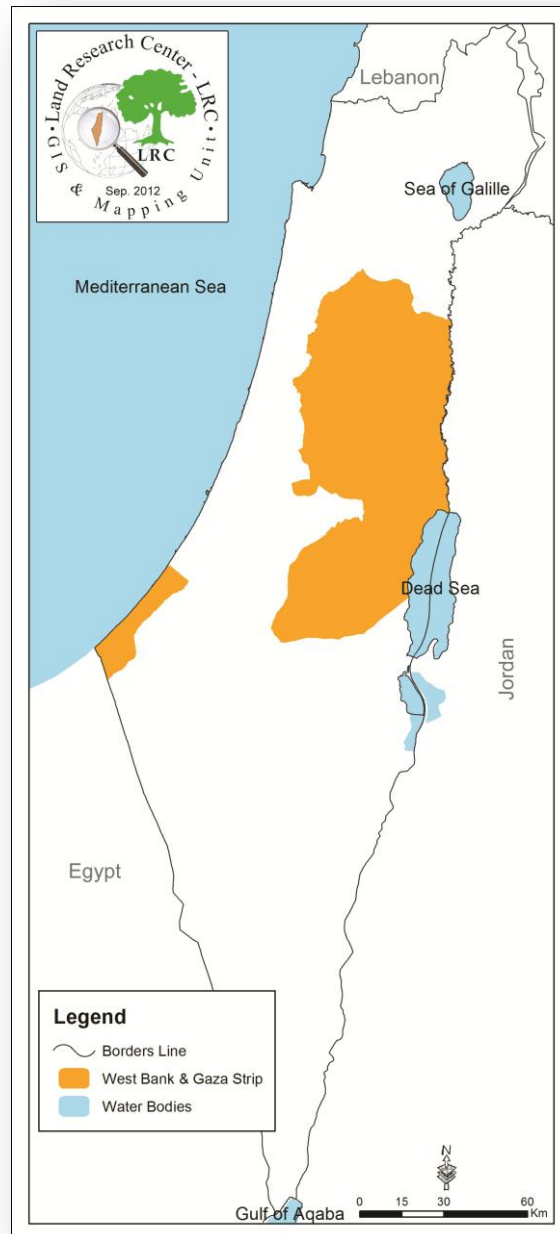 Land Research Center - LRC
GIS & Mapping Unit
LRC
Sep. 2012
Lebanon
Sea of Galille
Mediterranean Sea
Dead Sea
Jordan
Egypt
Legend
Borders Line
West Bank & Gaza Strip
Water Bodies
N
Gulf of Aqaba
0 15 30 60
Km